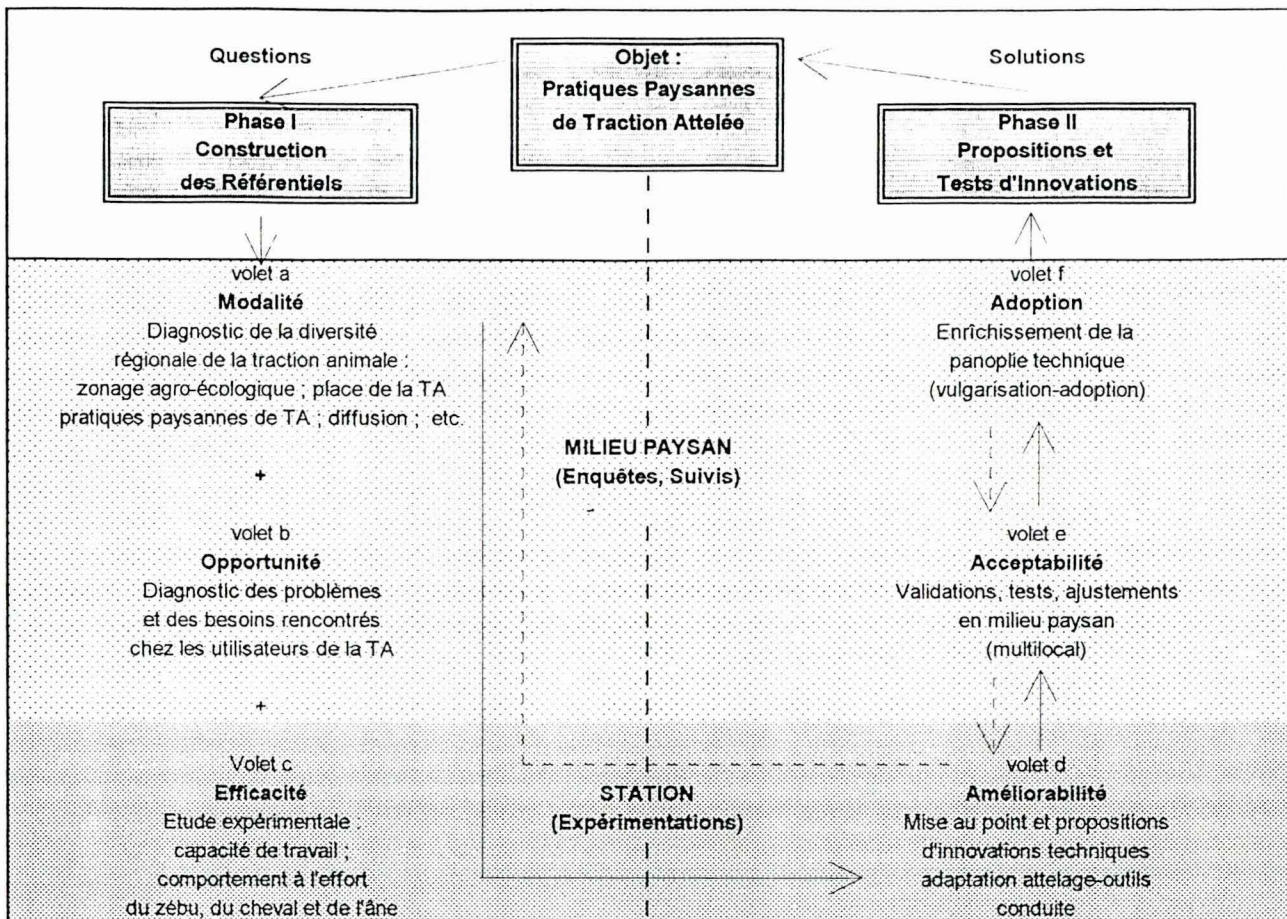 Questions
Objet :
Pratiques Paysannes
de Traction Attelée
Solutions
Phase I
Construction
des Référentiels
Phase II
Propositions et
Tests d'Innovations
volet a
Modalité
Diagnostic de la diversité
régionale de la traction animale :
zonage agro-écologique ; place de la TA
pratiques paysannes de TA ; diffusion ; etc.
+
volet b
Opportunité
Diagnostic des problèmes
et des besoins rencontrés
chez les utilisateurs de la TA
+
Volet c
Efficacité
Etude expérimentale :
capacité de travail ;
comportement à l'effort
du zébu, du cheval et de l'âne
MILIEU PAYSAN
(Enquêtes, Suivis)
STATION
(Expérimentations)
volet f
Adoption
Enrîchissement de la
panoplie technique
(vulgarisation-adoption)
volet e
Acceptabilité
Validations, tests, ajustements
en milieu paysan
(multilocal)
volet d
Améliorabilité
Mise au point et propositions
d'innovations techniques
adaptation attelage-outils
conduite